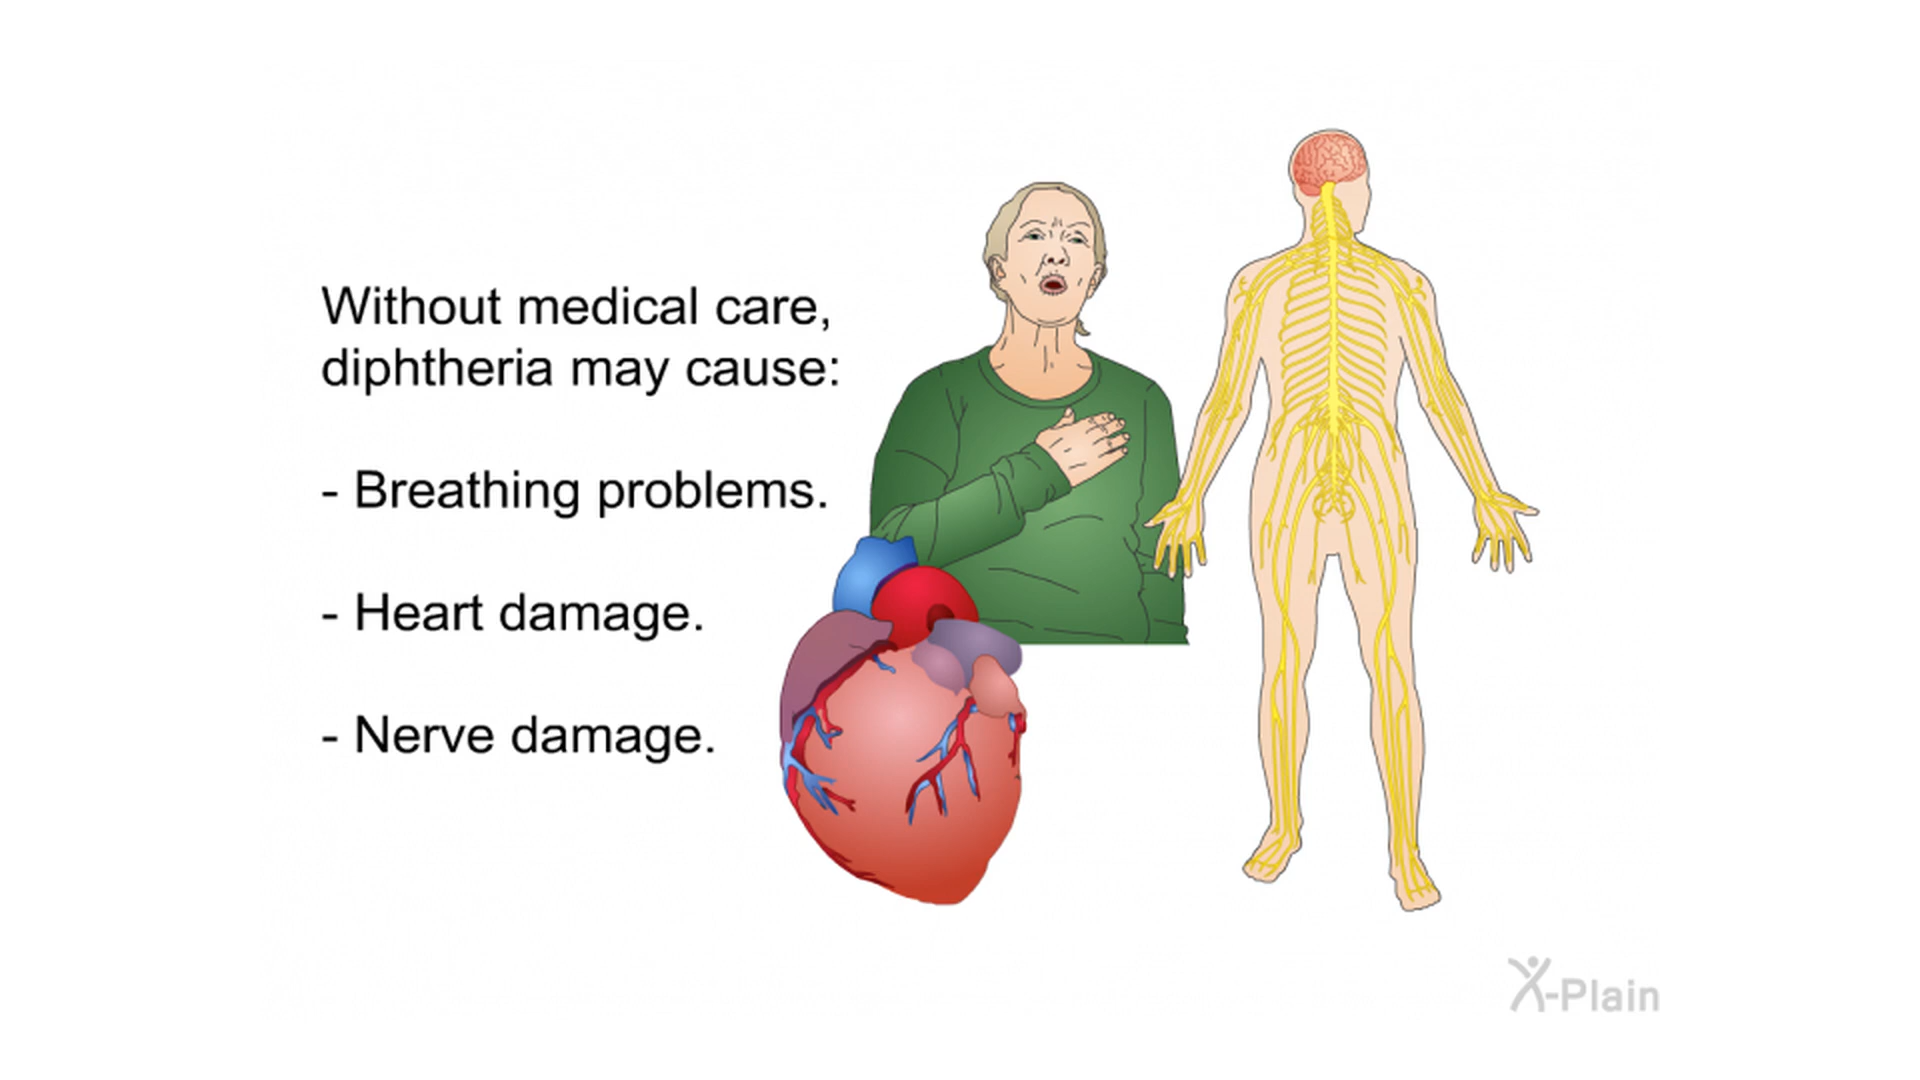 Without medical care,
diphtheria may cause:
- Breathing problems.
- Heart damage.
- Nerve damage.
X-Plain